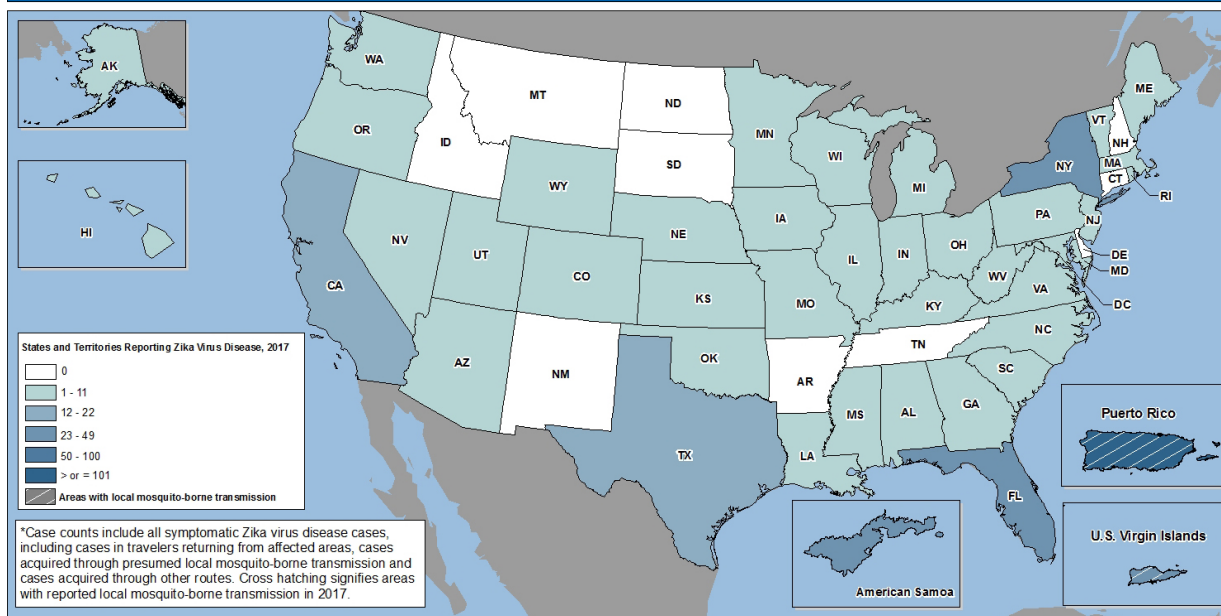 AK
WA
MT
ND
ME
OR
MN
VT
ID
NH
SD
WI
NY
MA
WY
MI
CT
RI
HI
IA
PA
NE
NJ
NV
OH
IL
IN
UT
DE
CA
CO
MD
WV
KS
MO
VA
KY
DC
NC
TN
AZ
OK
NM
AR
SC
MS
AL
GA
TX
LA
FL
States and Territories Reporting Zika Virus Disease, 2017
0
1 - 11
12 - 22
23 - 49
50 - 100
> or = 101
Areas with local mosquito-borne transmission
*Case counts include all symptomatic Zika virus disease cases,
including cases in travelers returning from affected areas, cases
acquired through presumed local mosquito-borne transmission and
cases acquired through other routes. Cross hatching signifies areas
with reported local mosquito-borne transmission in 2017.
Puerto Rico
U.S. Virgin Islands
American Samoa